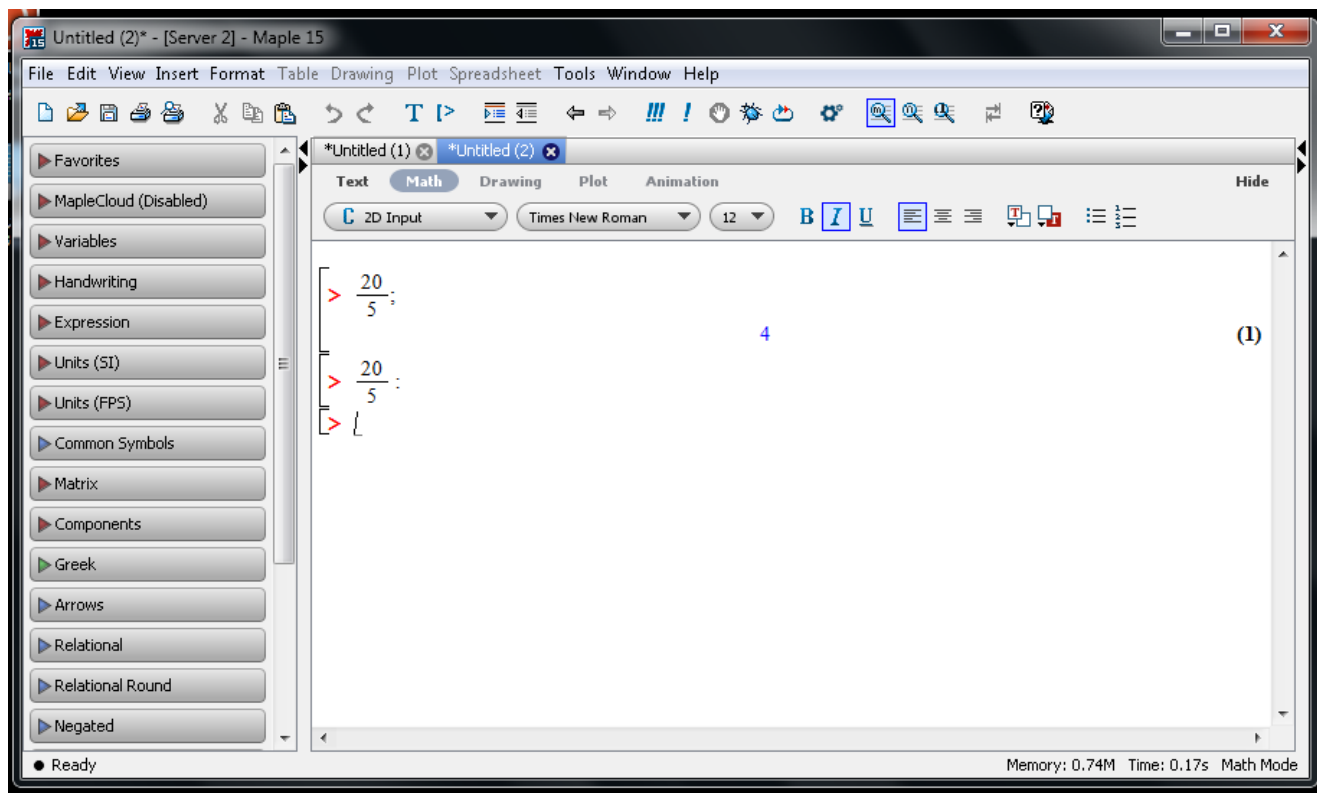 Untitled (2)* - [Server 2] - Maple 15
File Edit View Insert Format Table Drawing Plot Spreadsheet Tools Window Help
*Untitled (1) *Untitled (2)
Text Math Drawing Plot Animation Hide
C 2D Input Times New Roman 12 B I U
Favorites
MapleCloud (Disabled)
Variables
Handwriting
Expression
Units (SI)
Units (FPS)
Common Symbols
Matrix
Components
Greek
Arrows
Relational
Relational Round
Negated
> 20/5;
4 (1)
> 20/5 :
>
Ready Memory: 0.74M Time: 0.17s Math Mode